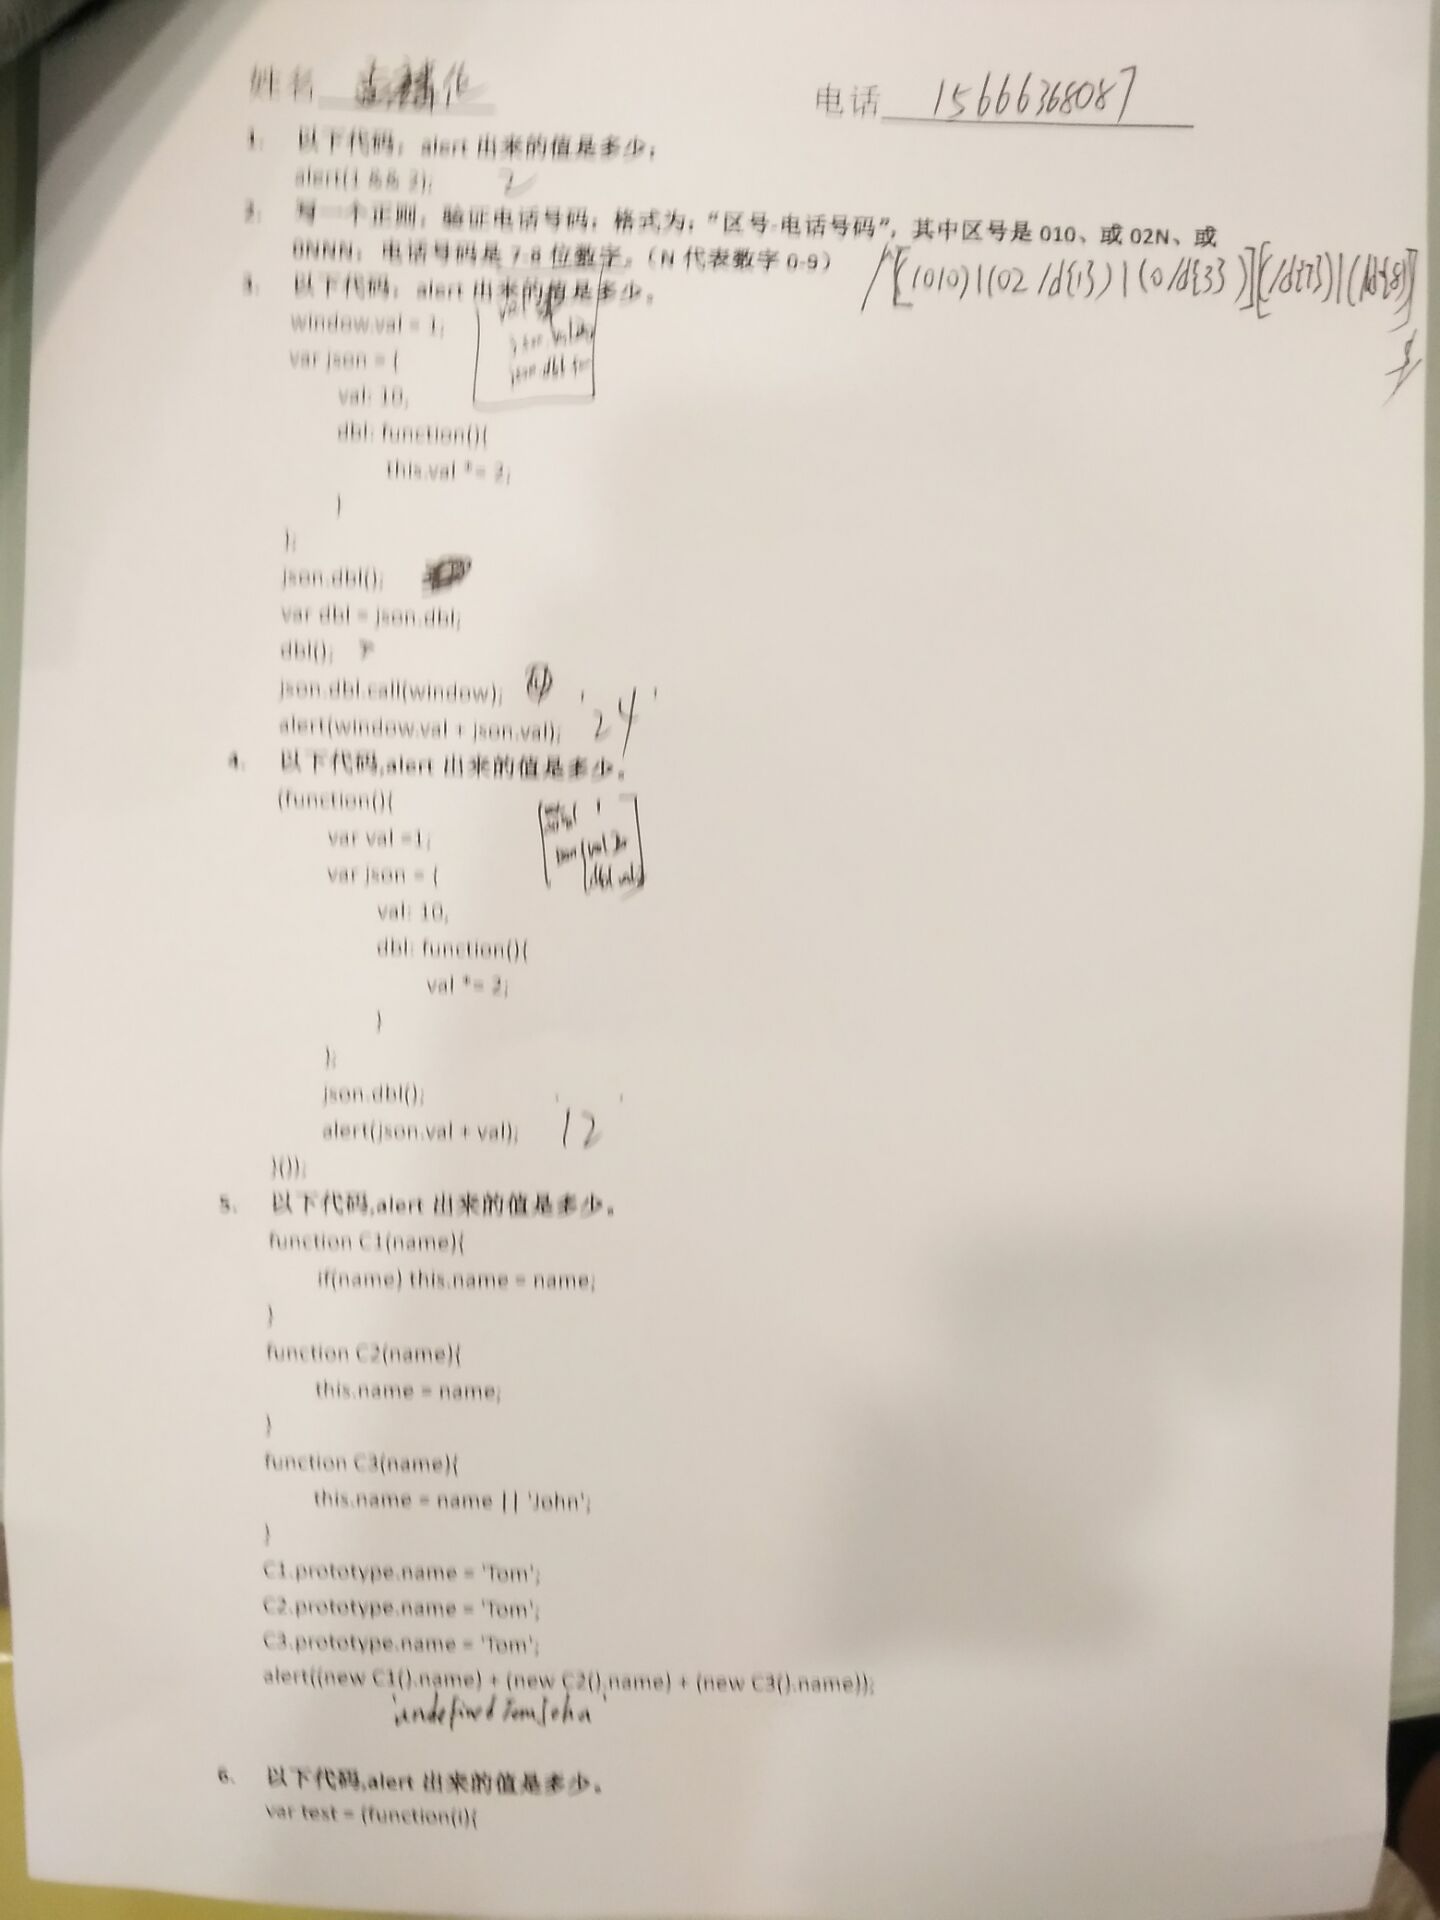 姓名 电话 15666368087
1. 以下代码，alert 出来的值是多少，
alert(1 && 2); 2
2. 写一个正则，验证电话号码，格式为，“区号-电话号码”，其中区号是 010、或 02N、或
0NNN，电话号码是 7-8 位数字。（N 代表数字 0-9）
/[(010)|(02/d{1})|(0/d{3})][(/d{7})|(/d{8})]
3. 以下代码，alert 出来的值是多少。
window.val = 1;
var json = {
val: 10,
dbl: function(){
this.val *= 2;
}
};
json.dbl();
var dbl = json.dbl;
dbl();
json.dbl.call(window);
alert(window.val + json.val); '24'
4. 以下代码,alert 出来的值是多少。
(function(){
var val =1;
var json = {
val: 10,
dbl: function(){
val *= 2;
}
};
json.dbl();
alert(json.val + val); '12'
}());
5. 以下代码,alert 出来的值是多少。
function C1(name){
if(name) this.name = name;
}
function C2(name){
this.name = name;
}
function C3(name){
this.name = name || 'John';
}
C1.prototype.name = 'Tom';
C2.prototype.name = 'Tom';
C3.prototype.name = 'Tom';
alert((new C1().name) + (new C2().name) + (new C3().name));
'undefinedTomJohn'
6. 以下代码,alert 出来的值是多少。
var test = (function(i){